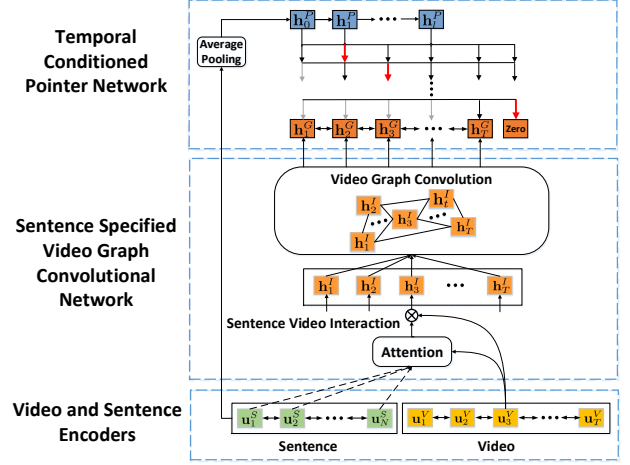 Temporal
Conditioned
Pointer Network
Average
Pooling
h_0^P h_1^P ... h_l^P
h_1^G h_2^G h_3^G ... h_T^G Zero
Sentence Specified
Video Graph
Convolutional
Network
Video Graph Convolution
h_2^I h_t^I
h_3^I ...
h_1^I ... h_T^I
h_1^I h_2^I h_3^I ... h_T^I
Sentence Video Interaction
Attention
Video and Sentence
Encoders
u_1^S u_2^S ... u_N^S u_1^V u_2^V u_3^V ... u_T^V
Sentence Video